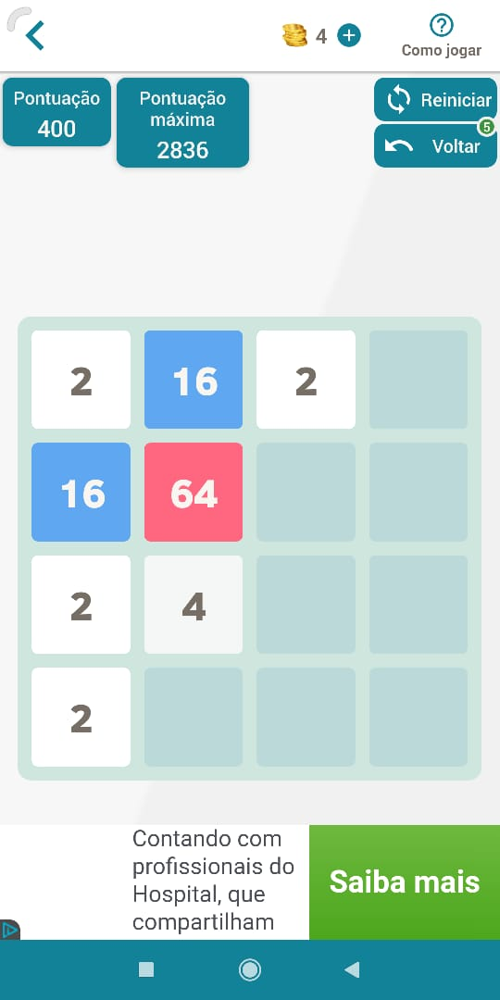 4
Como jogar
Pontuação
400
Pontuação
máxima
2836
Reiniciar
5
Voltar
2 16 2
16 64
2 4
2
Contando com
profissionais do
Hospital, que
compartilham
Saiba mais